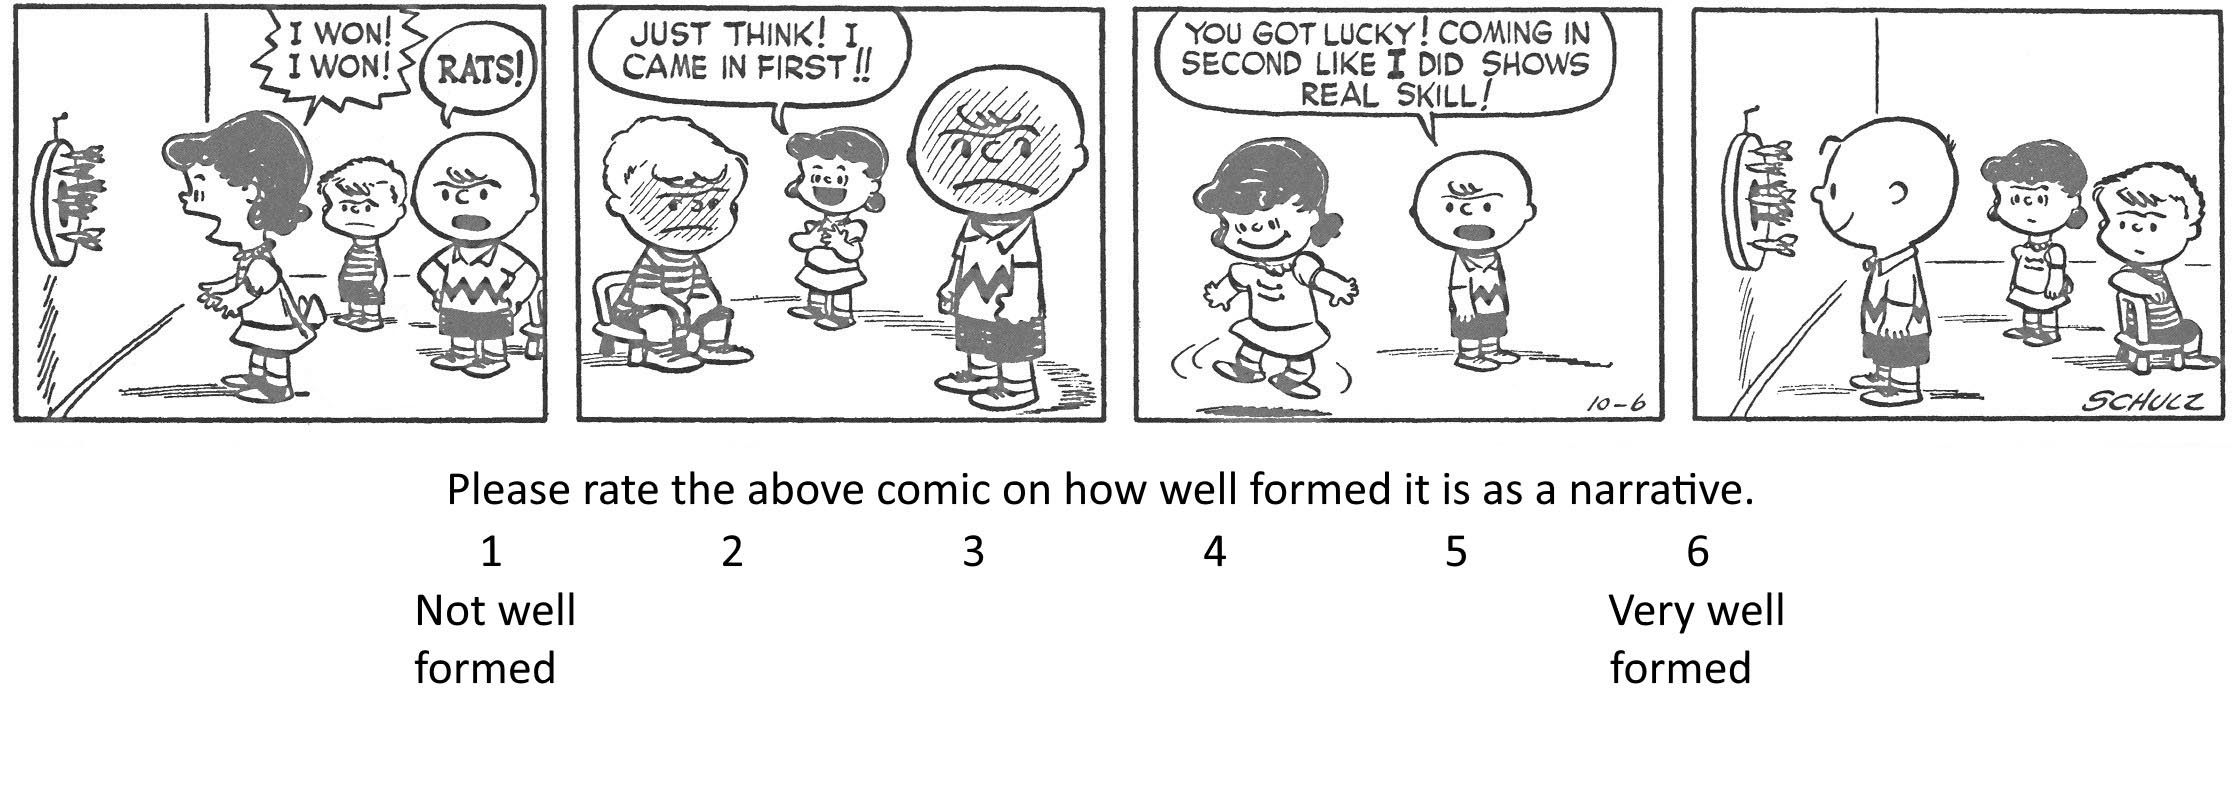 I WON!
I WON!
RATS!
JUST THINK! I
CAME IN FIRST!!
YOU GOT LUCKY! COMING IN
SECOND LIKE I DID SHOWS
REAL SKILL!
10-6
SCHULZ
Please rate the above comic on how well formed it is as a narrative.
1 2 3 4 5 6
Not well
formed
Very well
formed